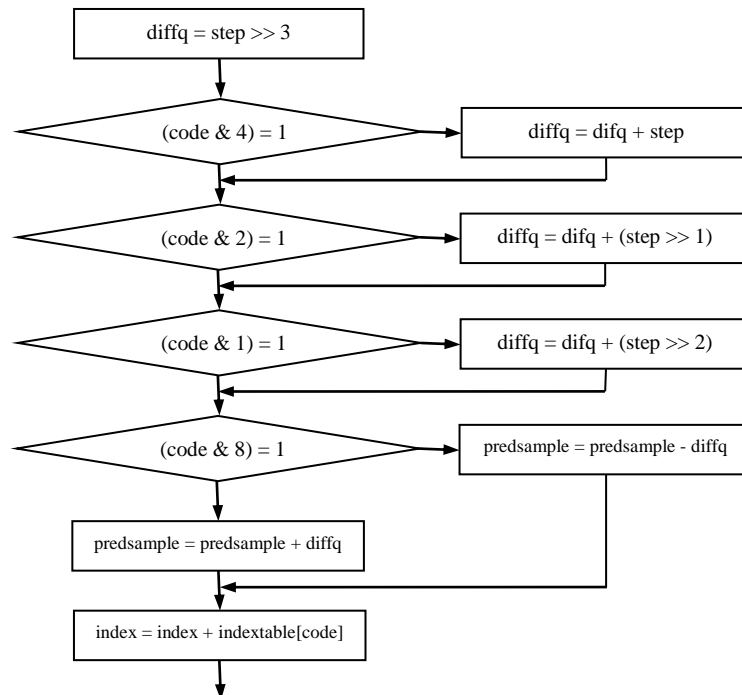 diffq = step >> 3
(code & 4) = 1
diffq = difq + step
(code & 2) = 1
diffq = difq + (step >> 1)
(code & 1) = 1
diffq = difq + (step >> 2)
(code & 8) = 1
predsample = predsample - diffq
predsample = predsample + diffq
index = index + indextable[code]